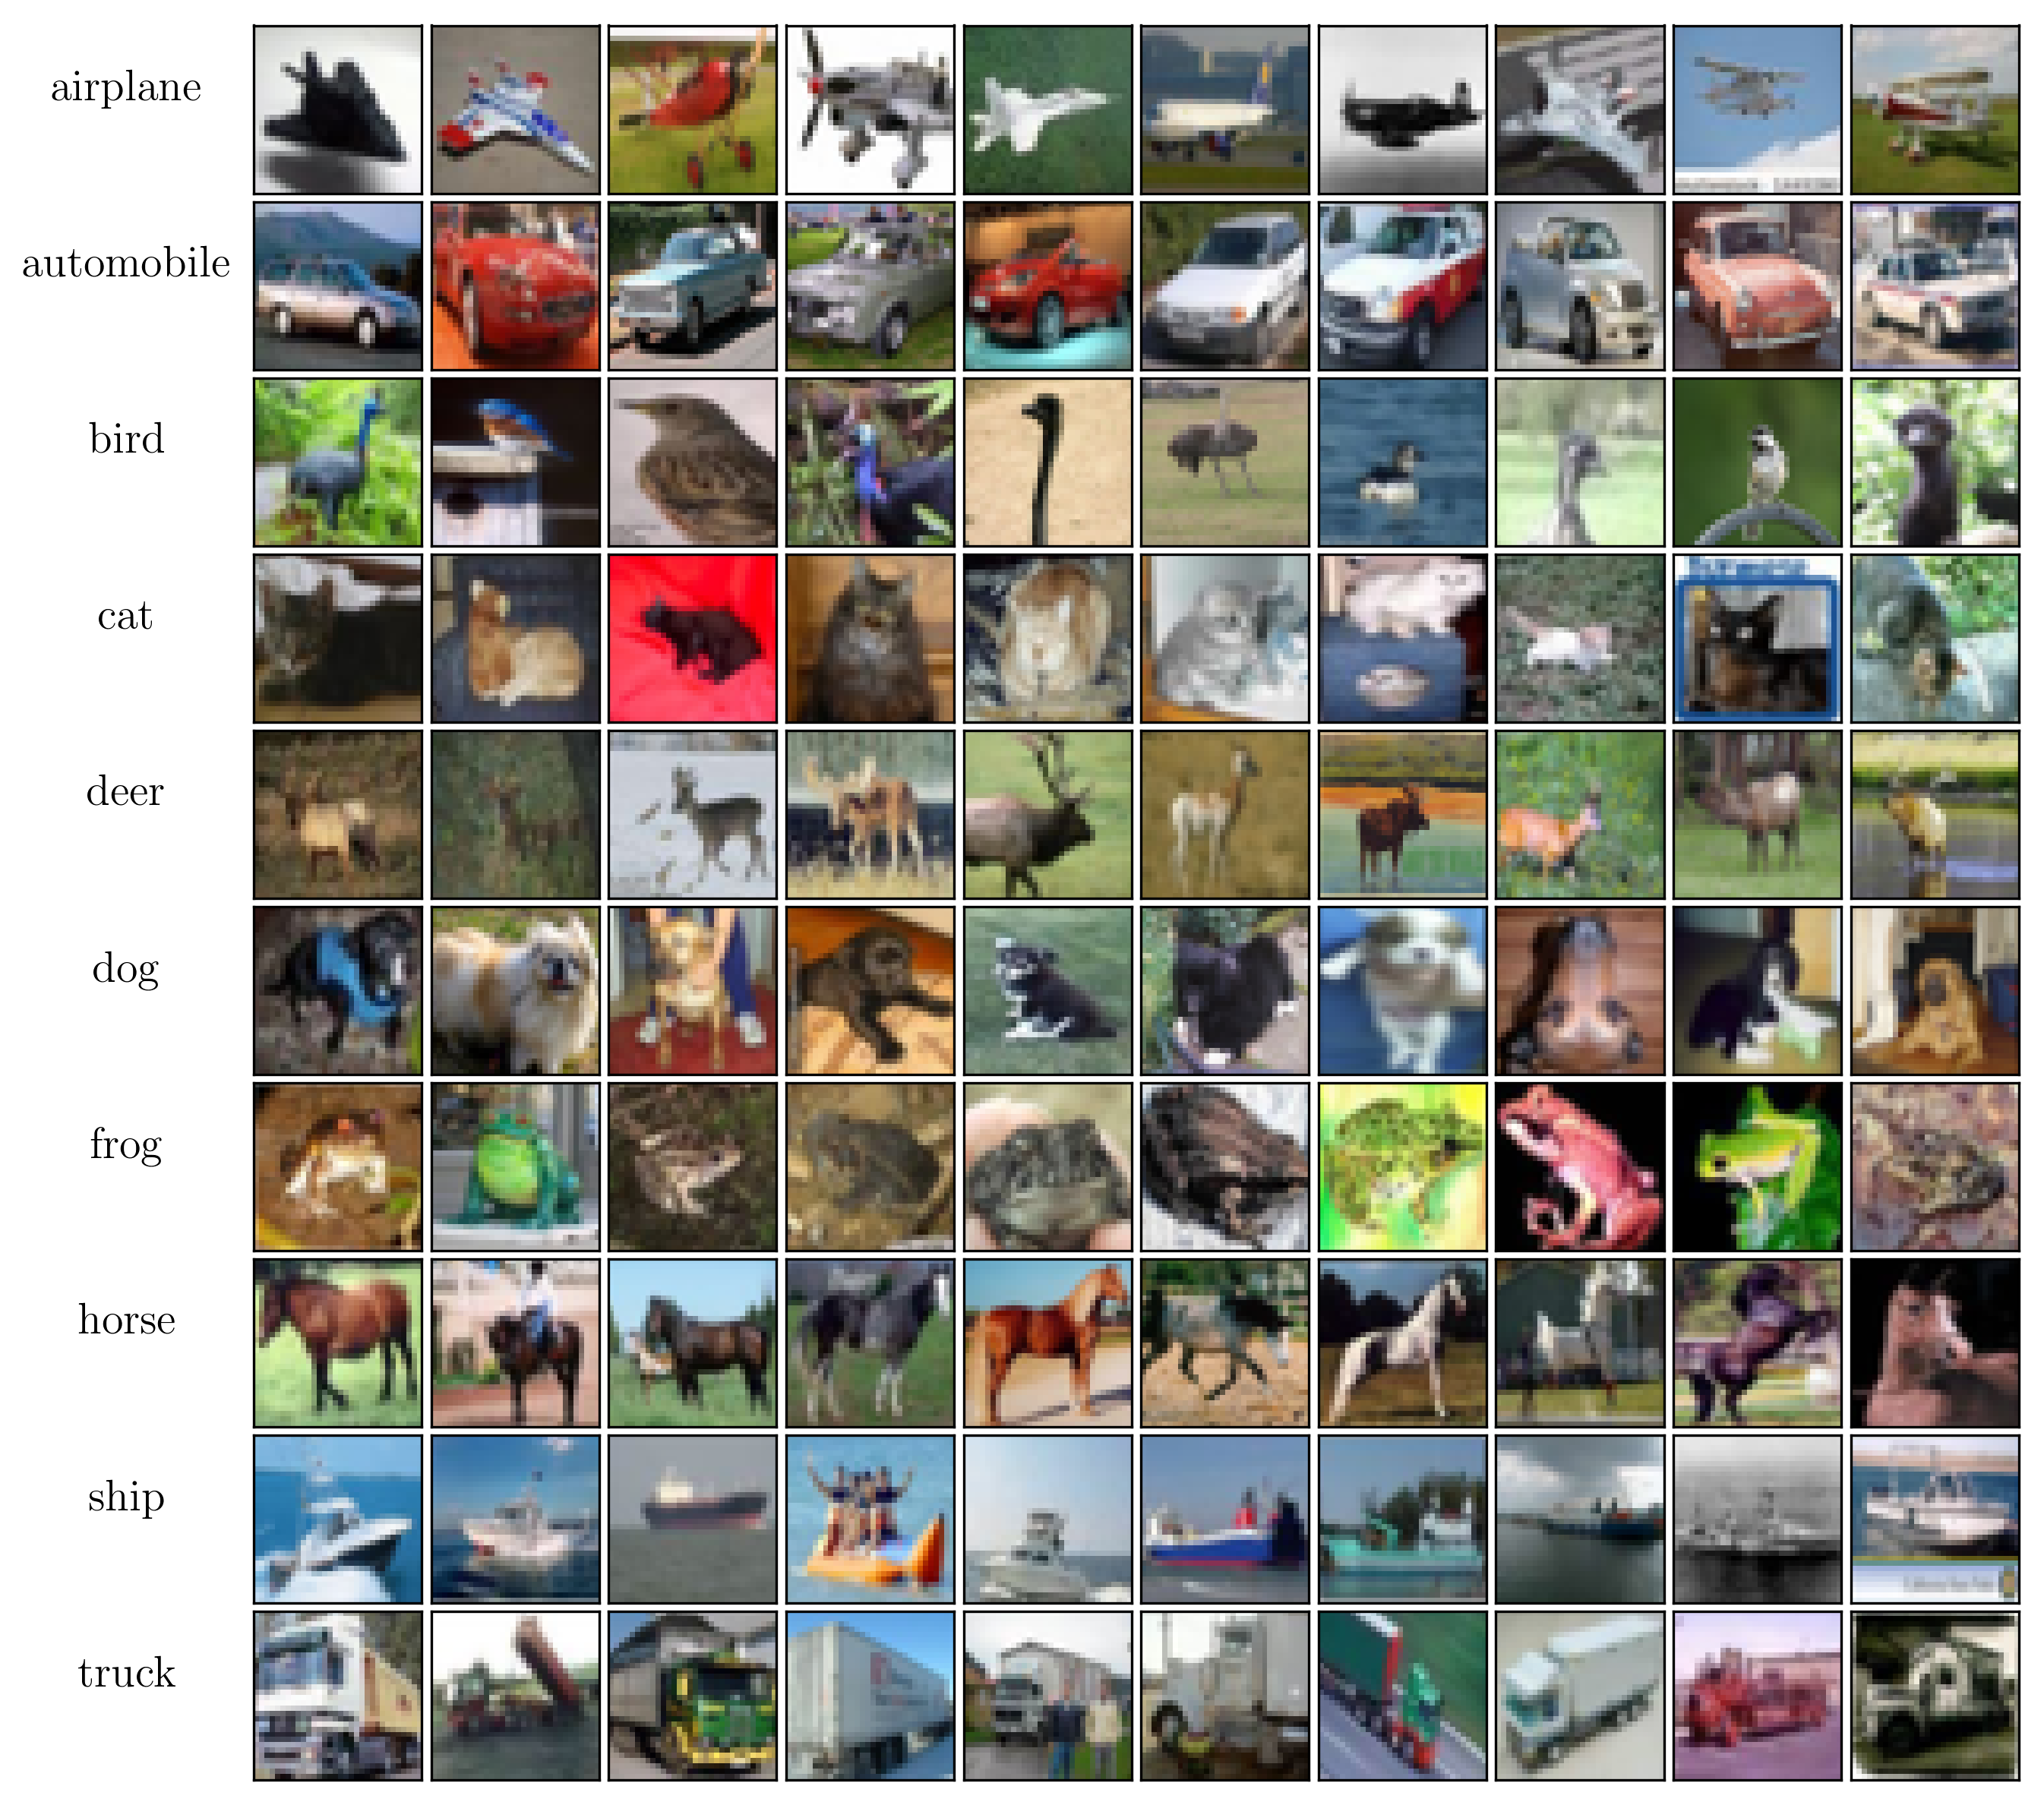 airplane
automobile
bird
cat
deer
dog
frog
horse
ship
truck